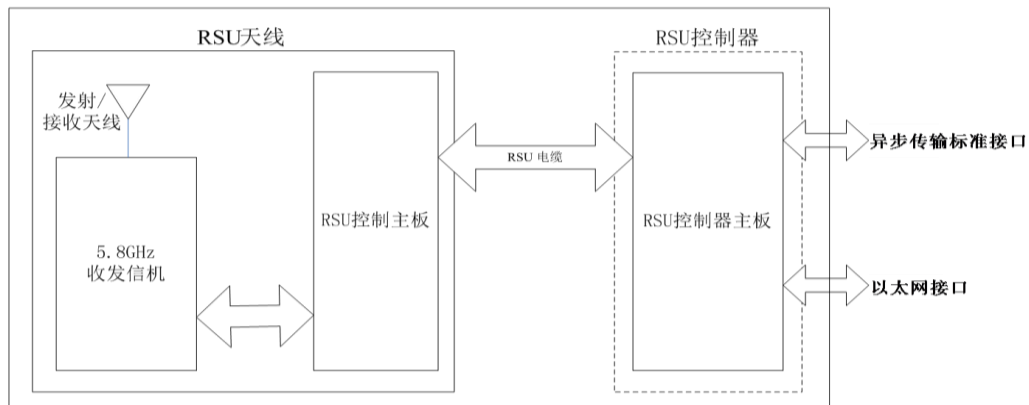 RSU天线
RSU控制器
发射/
接收天线
异步传输标准接口
RSU 电缆
RSU控制主板
RSU控制器主板
5.8GHz
收发信机
以太网接口